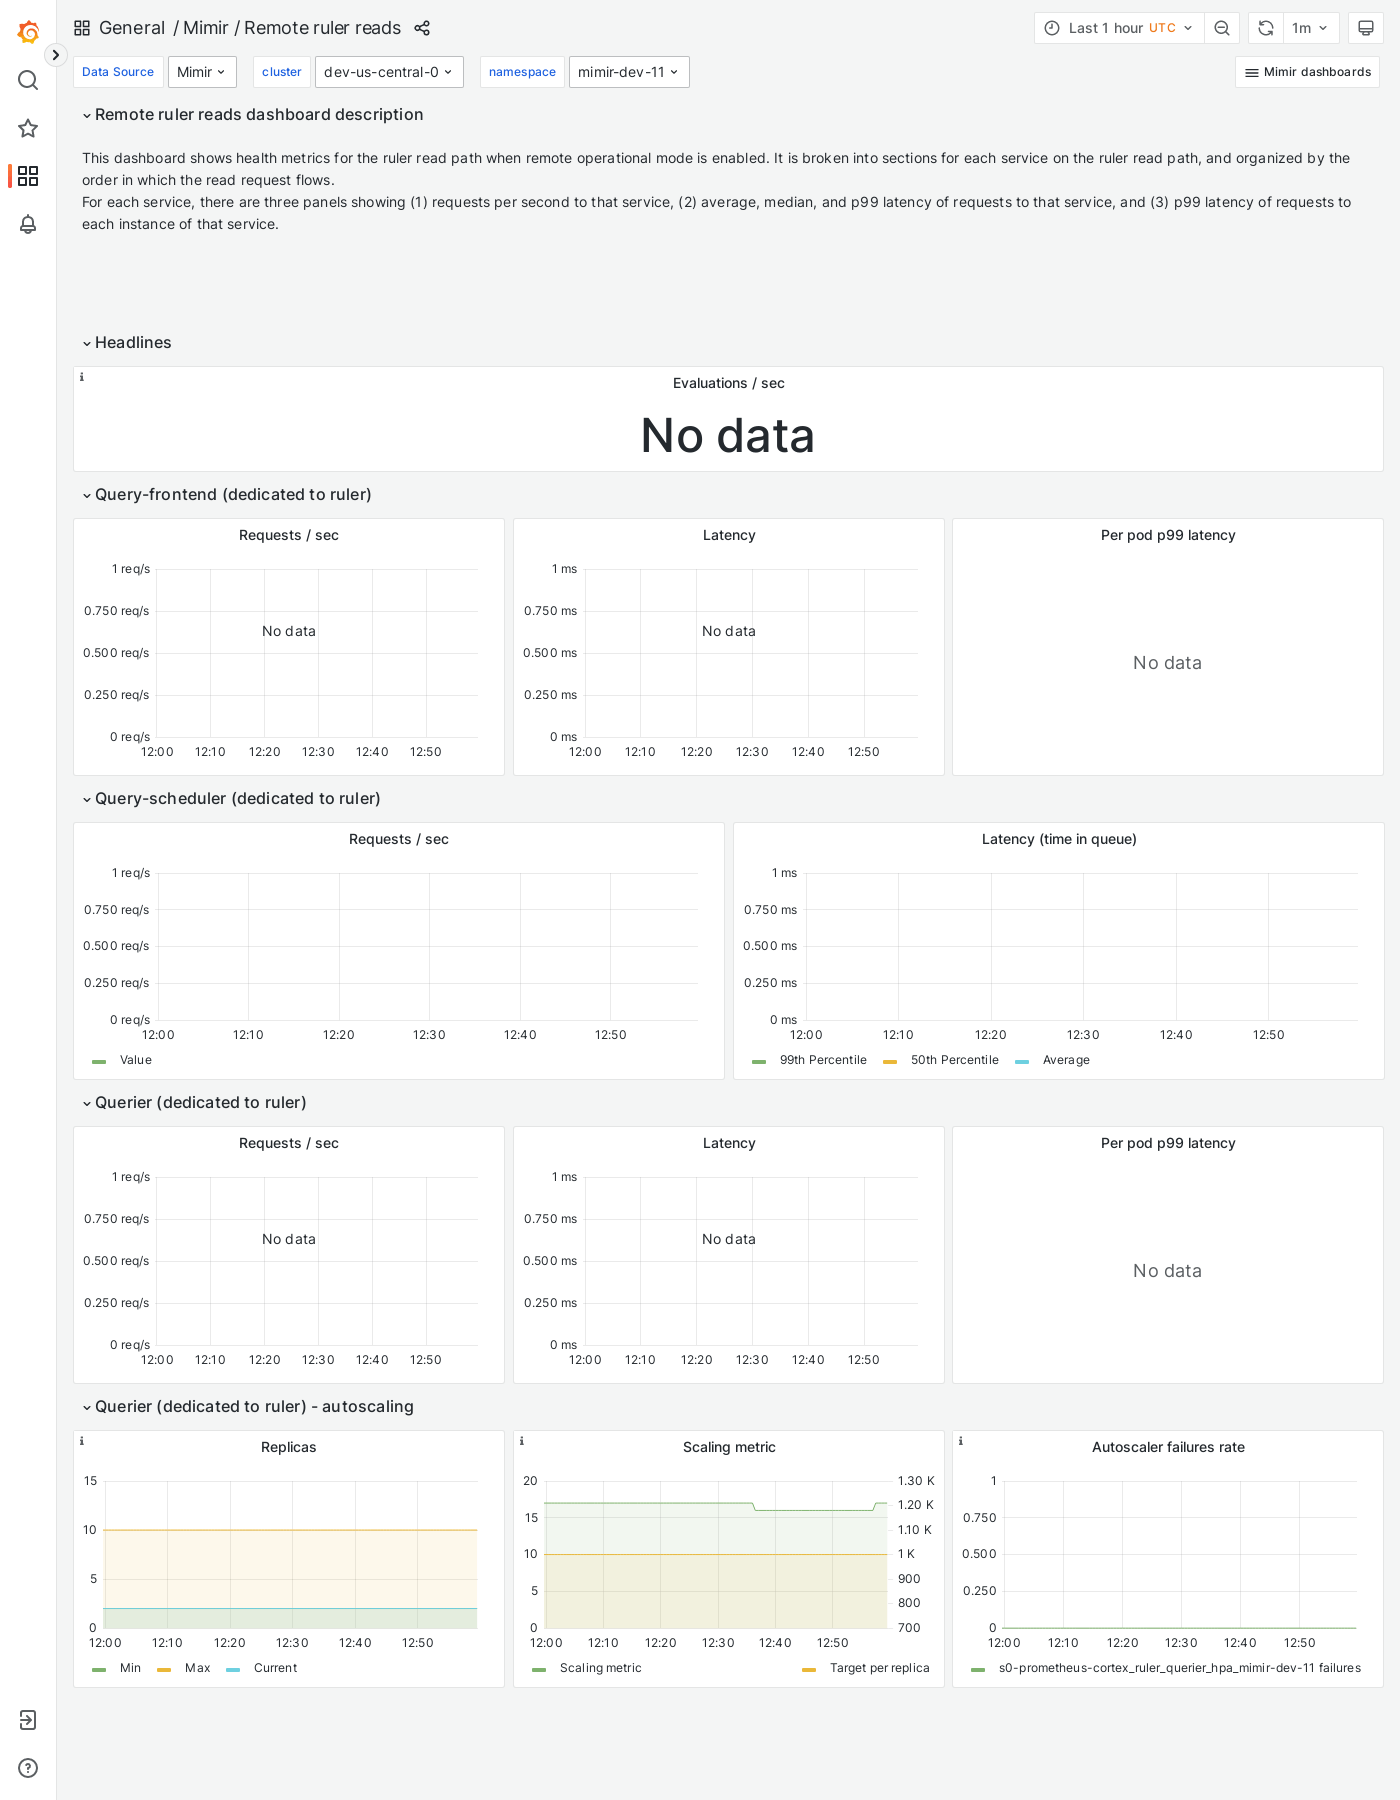 General / Mimir / Remote ruler reads
Last 1 hour UTC
1m
Data Source Mimir cluster dev-us-central-0 namespace mimir-dev-11
Mimir dashboards
Remote ruler reads dashboard description
This dashboard shows health metrics for the ruler read path when remote operational mode is enabled. It is broken into sections for each service on the ruler read path, and organized by the
order in which the read request flows.
For each service, there are three panels showing (1) requests per second to that service, (2) average, median, and p99 latency of requests to that service, and (3) p99 latency of requests to
each instance of that service.
Headlines
Evaluations / sec
No data
Query-frontend (dedicated to ruler)
Requests / sec
1 req/s
0.750 req/s
No data
0.500 req/s
0.250 req/s
0 req/s
12:00 12:10 12:20 12:30 12:40 12:50
Latency
1 ms
0.750 ms
No data
0.500 ms
0.250 ms
0 ms
12:00 12:10 12:20 12:30 12:40 12:50
Per pod p99 latency
No data
Query-scheduler (dedicated to ruler)
Requests / sec
1 req/s
0.750 req/s
0.500 req/s
0.250 req/s
0 req/s
12:00 12:10 12:20 12:30 12:40 12:50
Value
Latency (time in queue)
1 ms
0.750 ms
0.500 ms
0.250 ms
0 ms
12:00 12:10 12:20 12:30 12:40 12:50
99th Percentile 50th Percentile Average
Querier (dedicated to ruler)
Requests / sec
1 req/s
0.750 req/s
No data
0.500 req/s
0.250 req/s
0 req/s
12:00 12:10 12:20 12:30 12:40 12:50
Latency
1 ms
0.750 ms
No data
0.500 ms
0.250 ms
0 ms
12:00 12:10 12:20 12:30 12:40 12:50
Per pod p99 latency
No data
Querier (dedicated to ruler) - autoscaling
Replicas
15
10
5
0
12:00 12:10 12:20 12:30 12:40 12:50
Min Max Current
Scaling metric
20 1.30 K
1.20 K
15
1.10 K
10 1 K
900
5
800
0 700
12:00 12:10 12:20 12:30 12:40 12:50
Scaling metric Target per replica
Autoscaler failures rate
1
0.750
0.500
0.250
0
12:00 12:10 12:20 12:30 12:40 12:50
s0-prometheus-cortex_ruler_querier_hpa_mimir-dev-11 failures